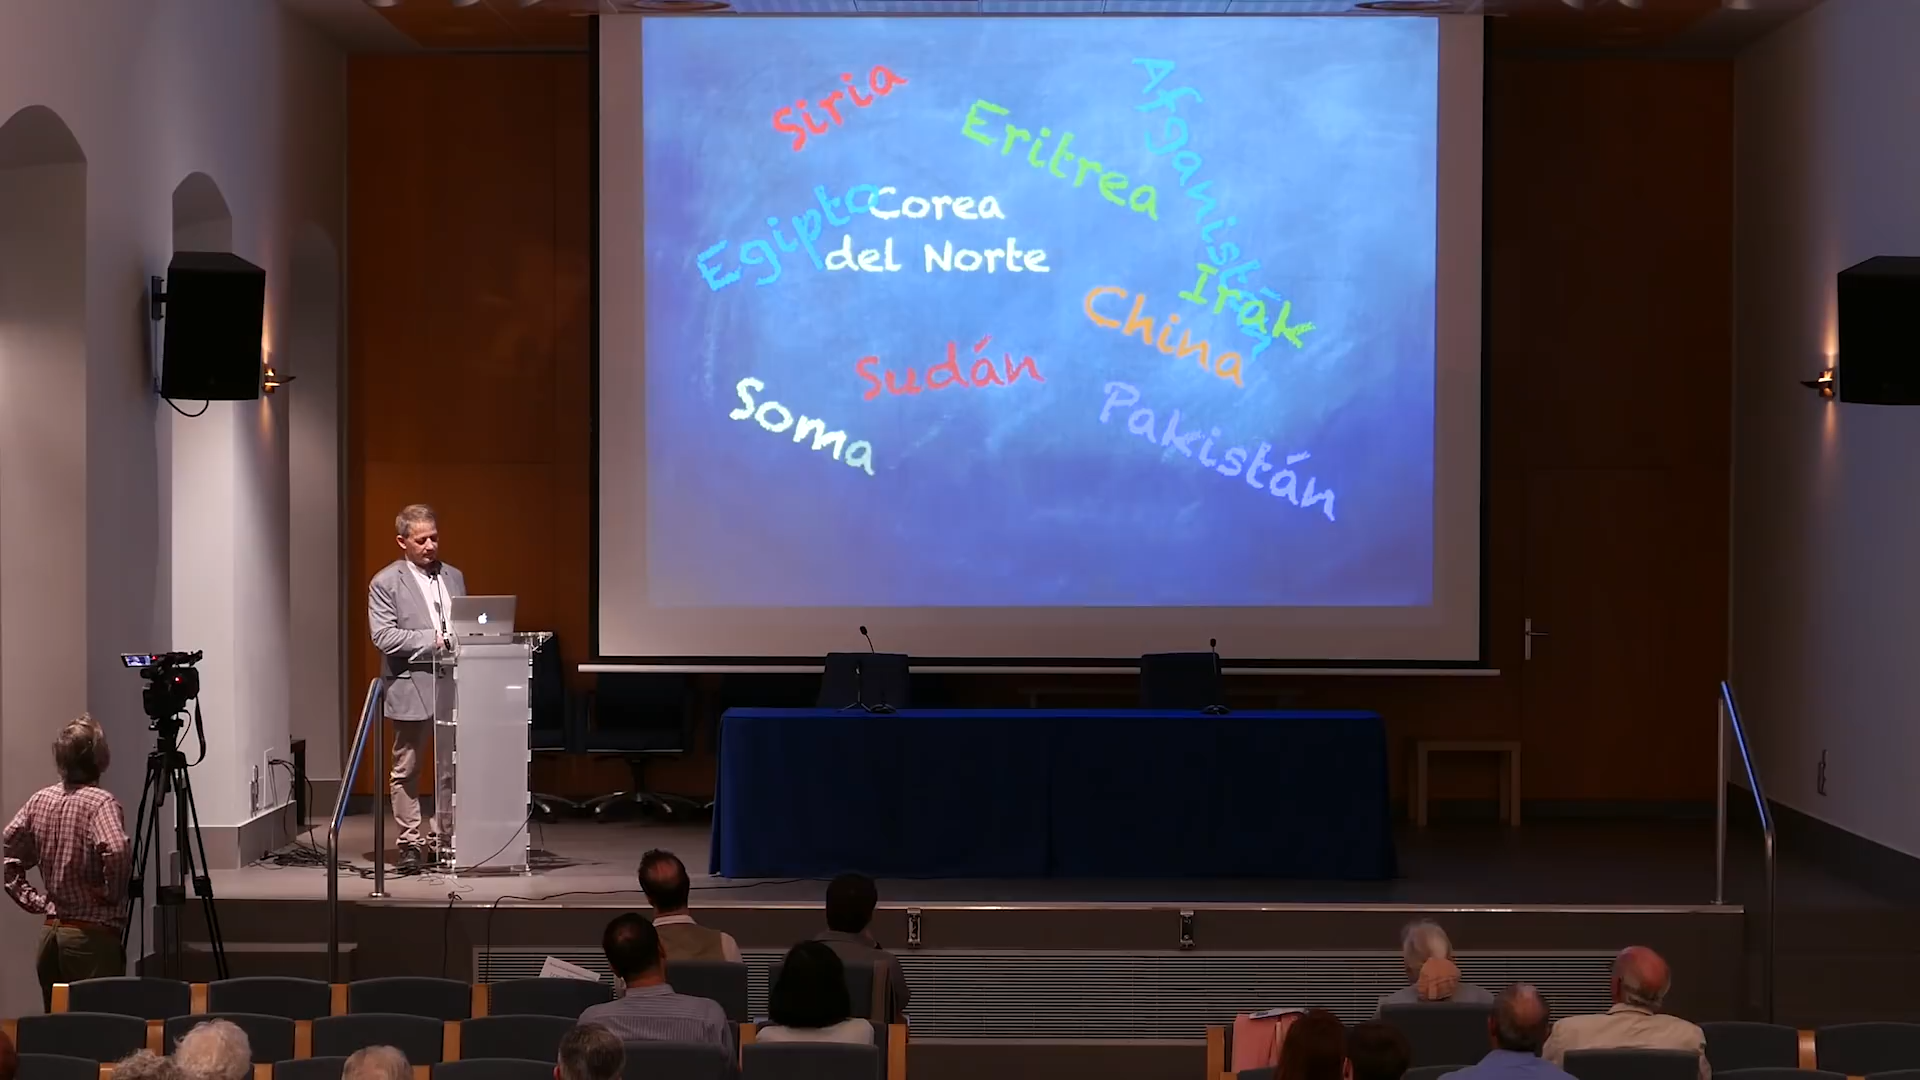 Siria
Afganistán
Eritrea
Egipto
Corea
del Norte
Irak
China
Sudán
Soma
Pakistán